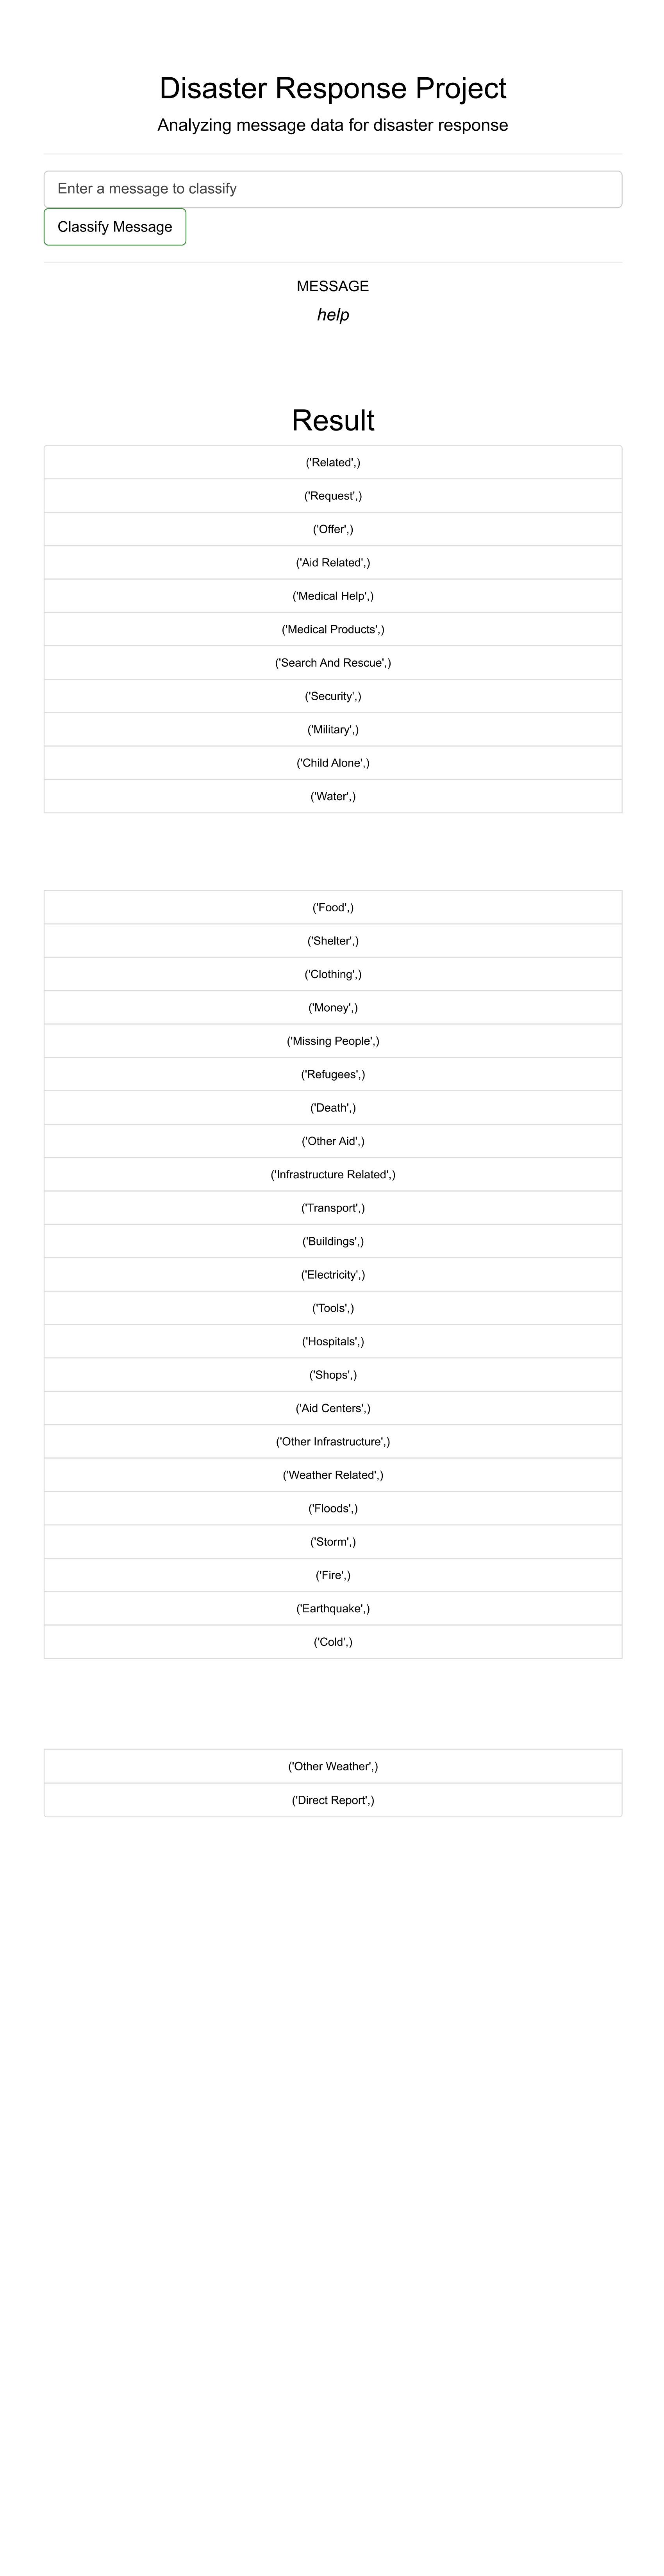 Disaster Response Project
Analyzing message data for disaster response
Enter a message to classify
Classify Message
MESSAGE
help
Result
('Related',)
('Request',)
('Offer',)
('Aid Related',)
('Medical Help',)
('Medical Products',)
('Search And Rescue',)
('Security',)
('Military',)
('Child Alone',)
('Water',)
('Food',)
('Shelter',)
('Clothing',)
('Money',)
('Missing People',)
('Refugees',)
('Death',)
('Other Aid',)
('Infrastructure Related',)
('Transport',)
('Buildings',)
('Electricity',)
('Tools',)
('Hospitals',)
('Shops',)
('Aid Centers',)
('Other Infrastructure',)
('Weather Related',)
('Floods',)
('Storm',)
('Fire',)
('Earthquake',)
('Cold',)
('Other Weather',)
('Direct Report',)